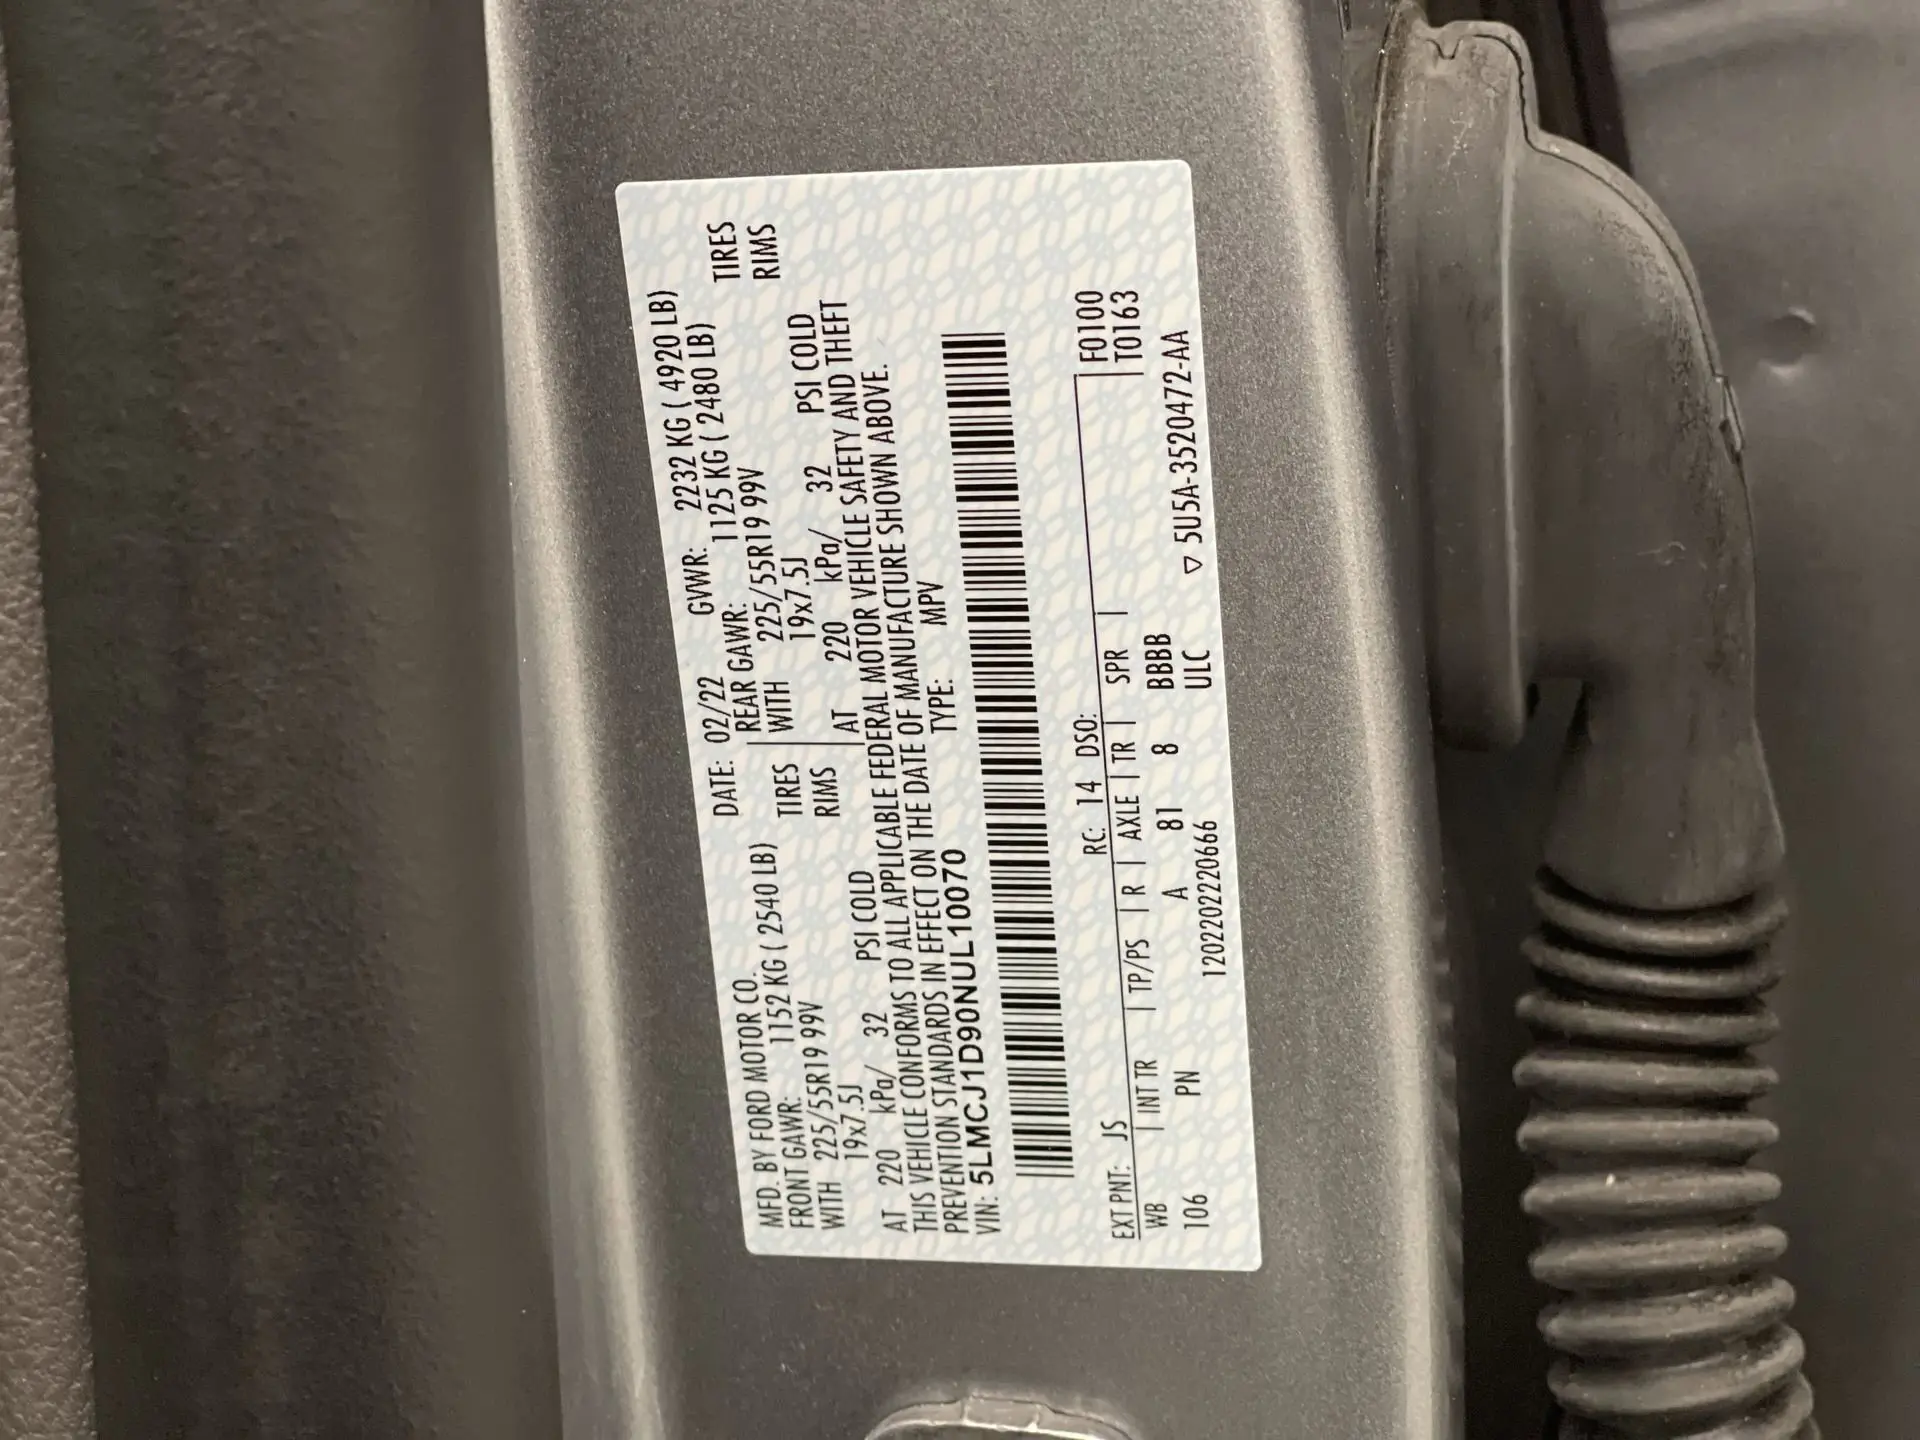 MFD. BY FORD MOTOR CO. DATE: 02/22 GVWR: 2232 KG ( 4920 LB)
FRONT GAWR: 1152 KG ( 2540 LB) REAR GAWR: 1125 KG ( 2480 LB)
WITH 225/55R19 99V TIRES WITH 225/55R19 99V TIRES
19x7.5J RIMS 19x7.5J RIMS
AT 220 kPa/ 32 PSI COLD AT 220 kPa/ 32 PSI COLD
THIS VEHICLE CONFORMS TO ALL APPLICABLE FEDERAL MOTOR VEHICLE SAFETY AND THEFT
PREVENTION STANDARDS IN EFFECT ON THE DATE OF MANUFACTURE SHOWN ABOVE.
VIN: 5LMCJ1D90NUL10070 TYPE: MPV
EXT PNT: JS RC: 14 DSO: F0100
WB | INT TR | TP/PS | R | AXLE | TR | SPR | T0163
106 PN A 81 8 BBBB
120220220666 ULC ▽ 5U5A-3520472-AA